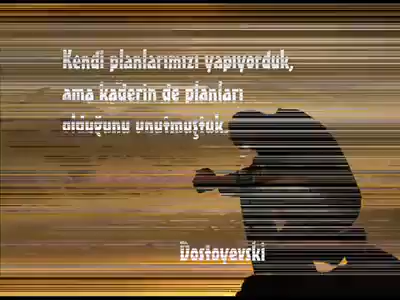 Kendi planlarımızı yapıyorduk,
ama kaderin de planları
olduğunu unutmuştuk.
Dostoyevski